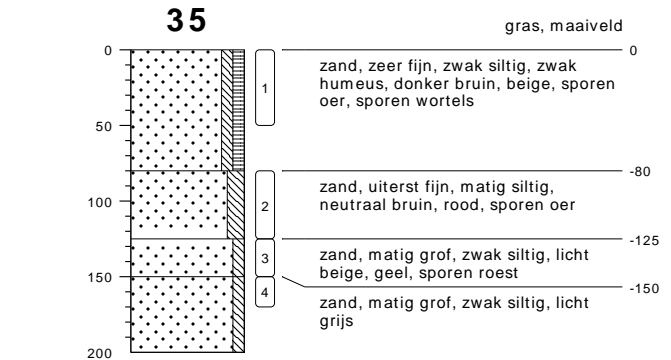 35
gras, maaiveld
0
0
zand, zeer fijn, zwak siltig, zwak
humeus, donker bruin, beige, sporen
oer, sporen wortels
1
50
-80
zand, uiterst fijn, matig siltig,
neutraal bruin, rood, sporen oer
100
2
-125
zand, matig grof, zwak siltig, licht
beige, geel, sporen roest
3
150
-150
4
zand, matig grof, zwak siltig, licht
grijs
200